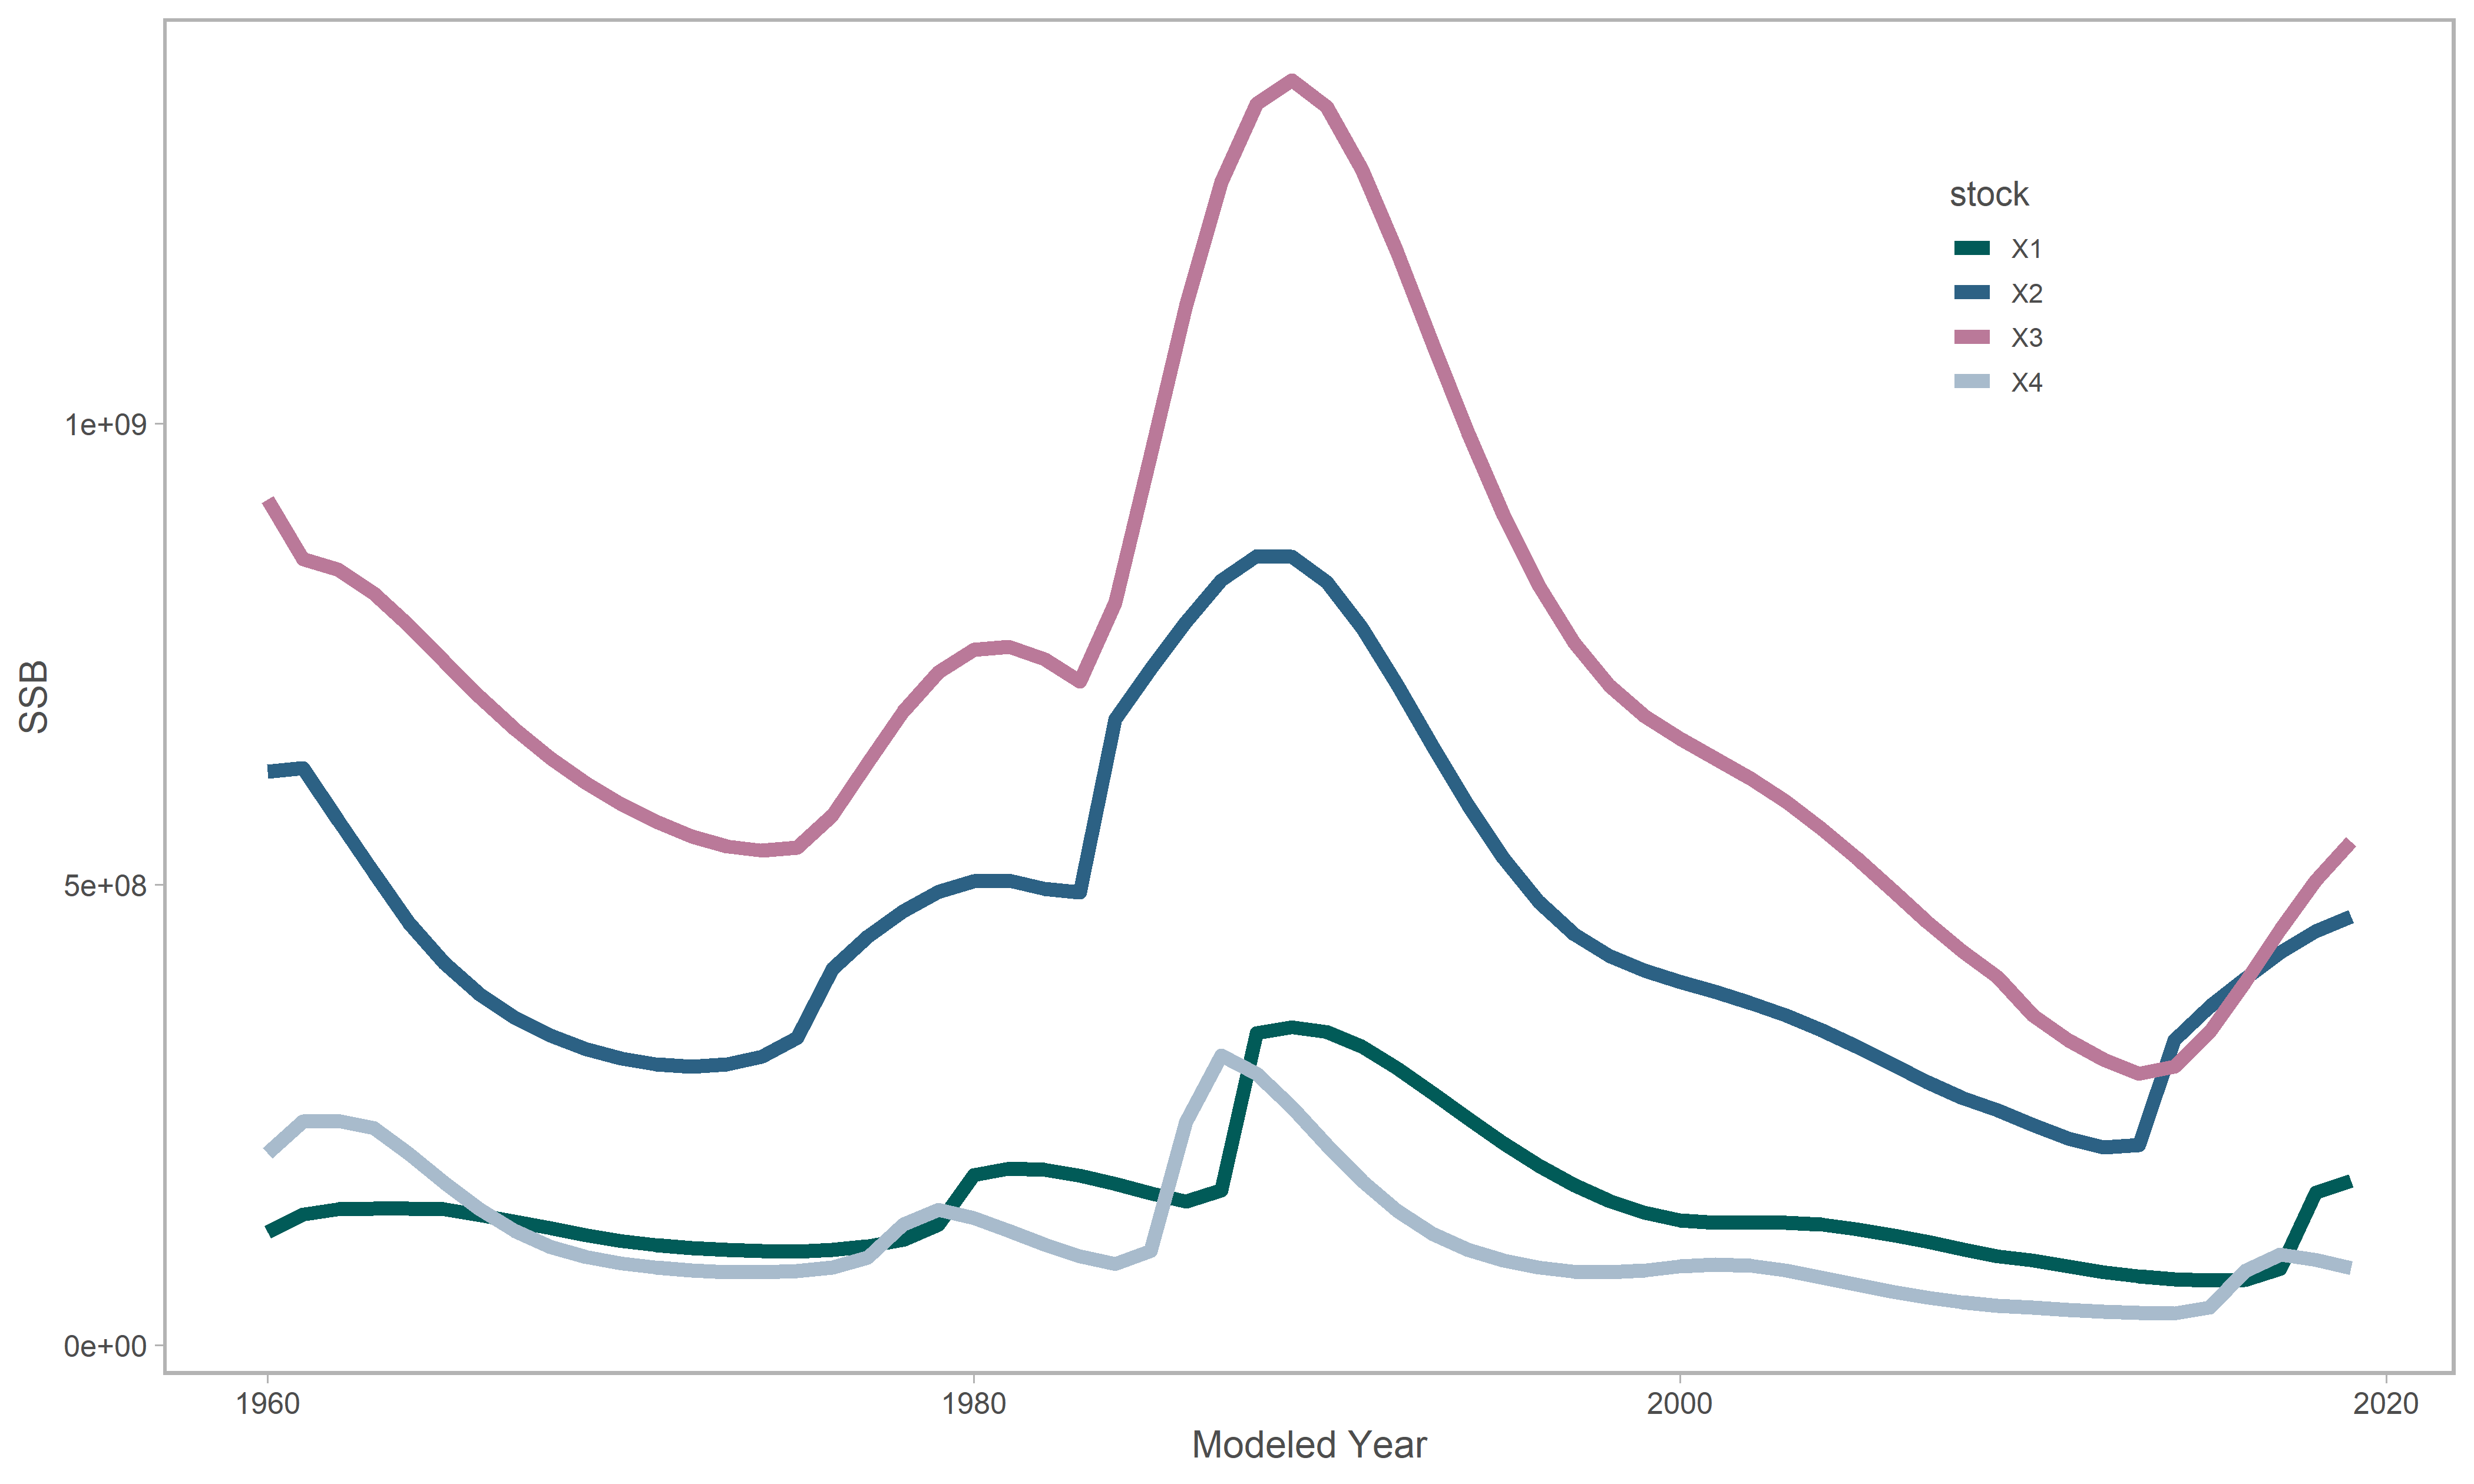 stock
X1
X2
X3
X4
1e+09
5e+08
0e+00
SSB
1960
1980
2000
2020
Modeled Year